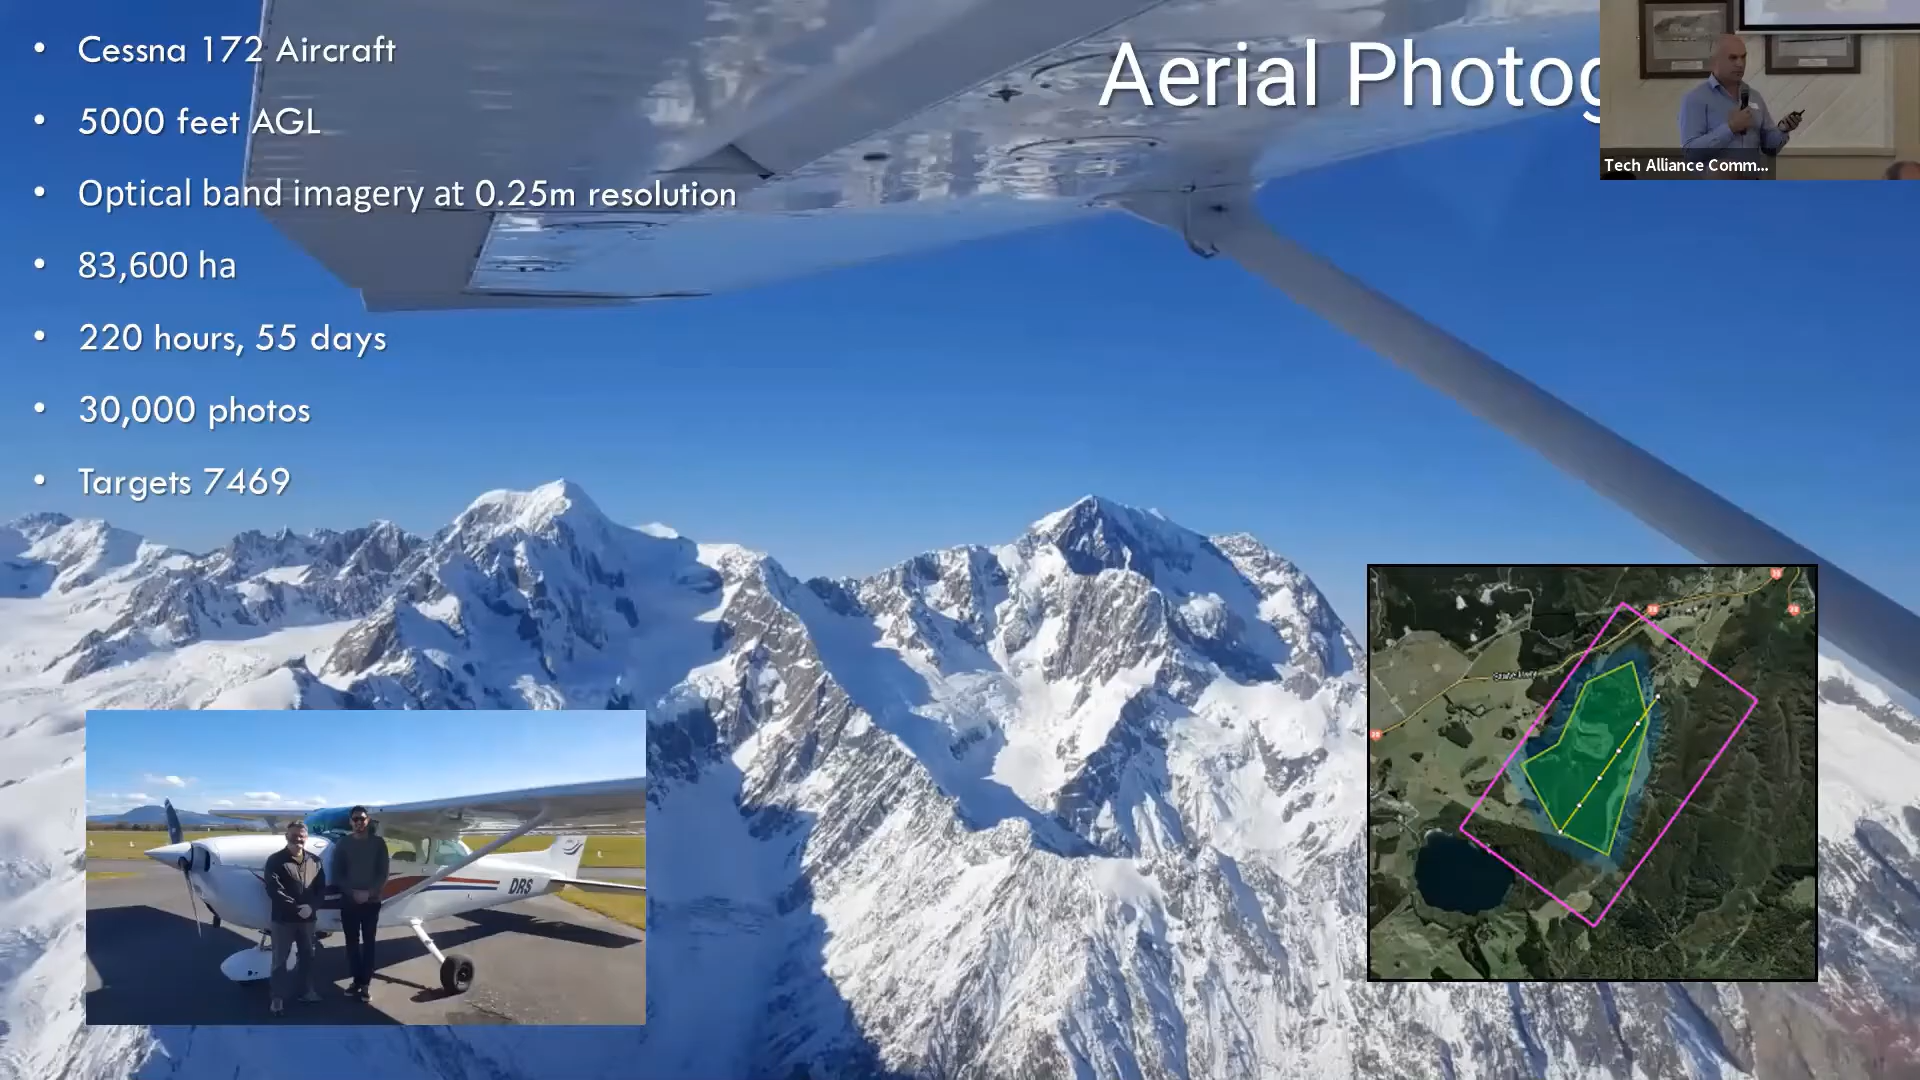 Cessna 172 Aircraft
5000 feet AGL
Optical band imagery at 0.25m resolution
83,600 ha
220 hours, 55 days
30,000 photos
Targets 7469
Aerial Photog
Tech Alliance Comm...
DRS